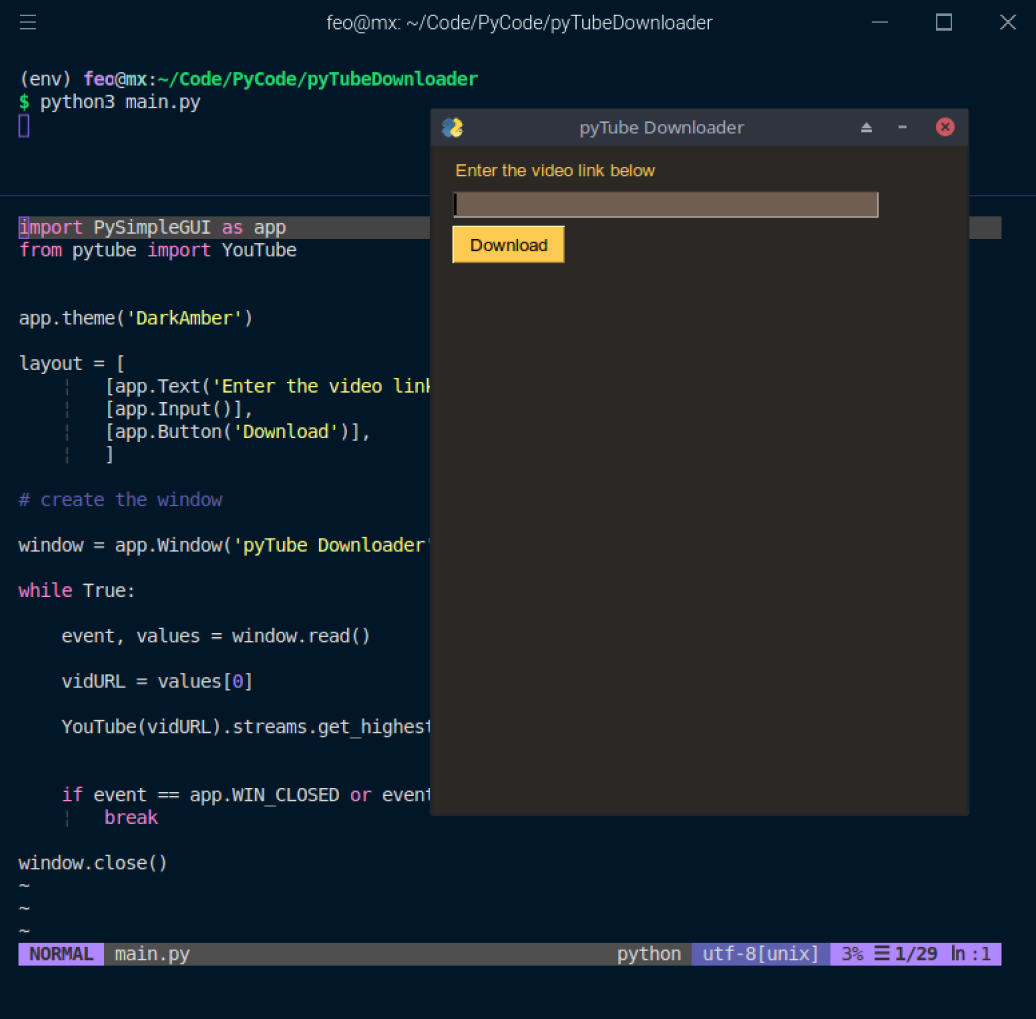 feo@mx: ~/Code/PyCode/pyTubeDownloader
(env) feo@mx:~/Code/PyCode/pyTubeDownloader
$ python3 main.py
pyTube Downloader
Enter the video link below
Download
import PySimpleGUI as app
from pytube import YouTube
app.theme('DarkAmber')
layout = [
[app.Text('Enter the video link
[app.Input()],
[app.Button('Download')],
]
# create the window
window = app.Window('pyTube Downloader'
while True:
event, values = window.read()
vidURL = values[0]
YouTube(vidURL).streams.get_highest
if event == app.WIN_CLOSED or event
break
window.close()
~
~
~
NORMAL main.py python utf-8[unix] 3% ☰ 1/29 ln :1